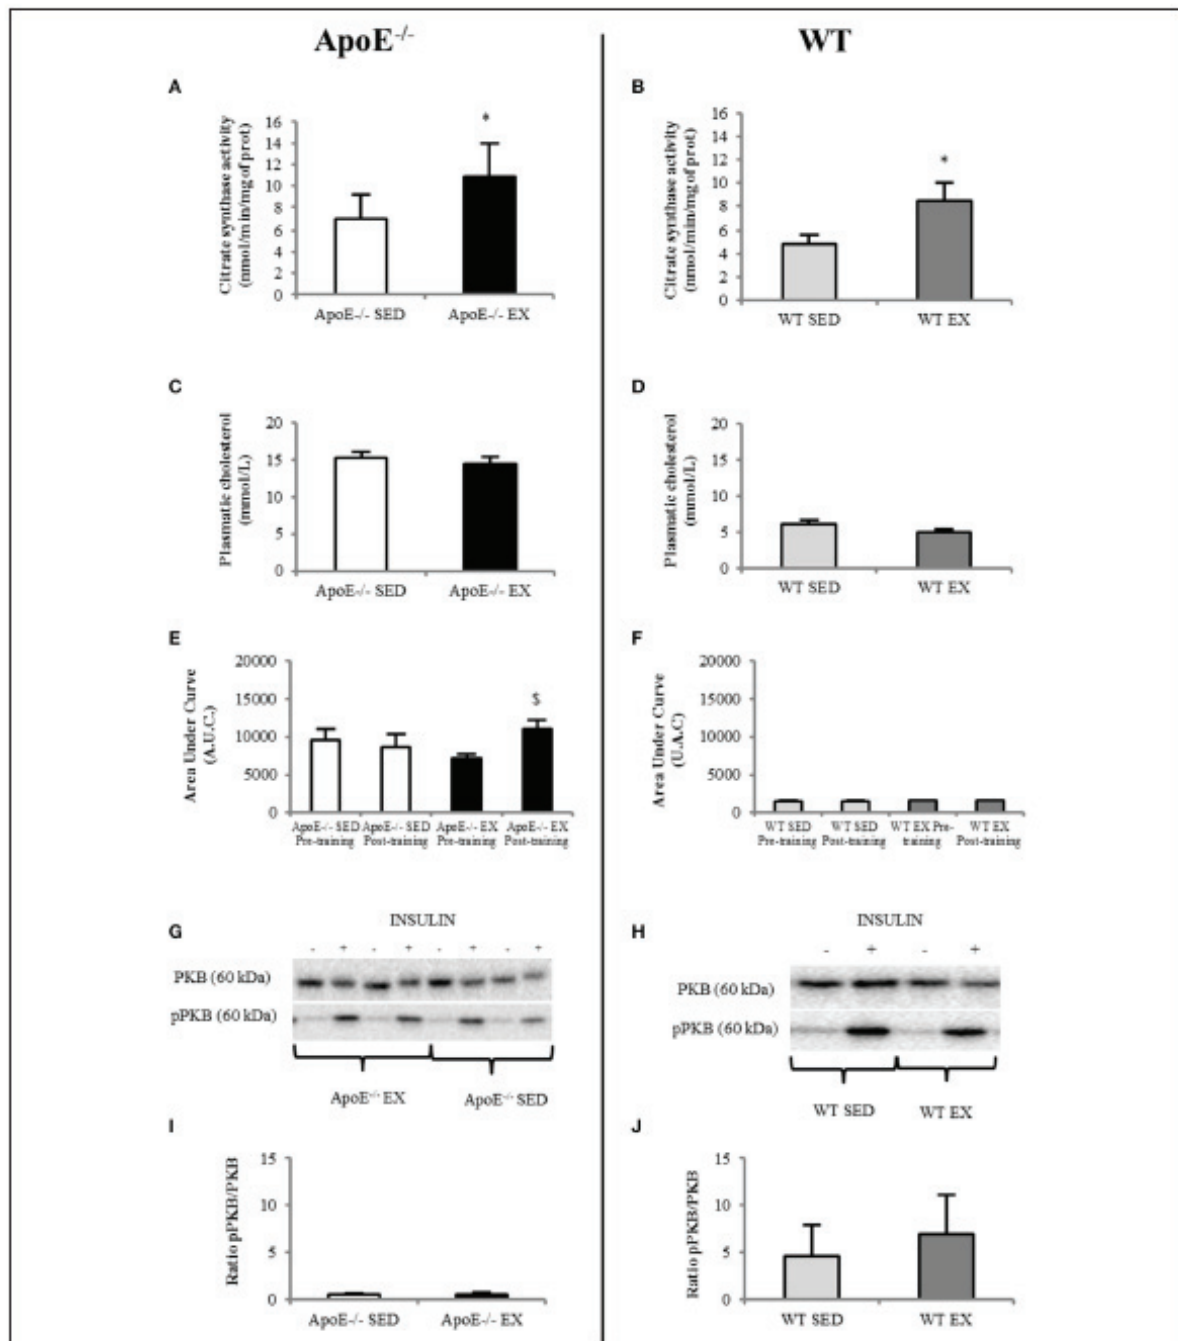 ApoE-/-
WT
A
Citrate synthase activity
(nmol/min/mg of prot)
16
14
12
10
8
6
4
2
0
*
ApoE-/- SED
ApoE-/- EX
B
Citrate synthase activity
(nmol/min/mg of prot)
16
14
12
10
8
6
4
2
0
*
WT SED
WT EX
C
Plasmatic cholesterol
(mmol/L)
20
15
10
5
0
ApoE-/- SED
ApoE-/- EX
D
Plasmatic cholesterol
(mmol/L)
20
15
10
5
0
WT SED
WT EX
E
Area Under Curve
(A.U.C.)
20000
15000
10000
5000
0
$
ApoE-/- SED
Pre-training
ApoE-/- SED
Post-training
ApoE-/- EX
Pre-training
ApoE-/- EX
Post-training
F
Area Under Curve
(U.A.C)
20000
15000
10000
5000
0
WT SED
Pre-training
WT SED
Post-training
WT EX Pre-
training
WT EX
Post-training
G
INSULIN
- + - + - + - +
PKB (60 kDa)
pPKB (60 kDa)
ApoE-/- EX
ApoE-/- SED
H
INSULIN
- + - +
PKB (60 kDa)
pPKB (60 kDa)
WT SED
WT EX
I
Ratio pPKB/PKB
15
10
5
0
ApoE-/- SED
ApoE-/- EX
J
Ratio pPKB/PKB
15
10
5
0
WT SED
WT EX